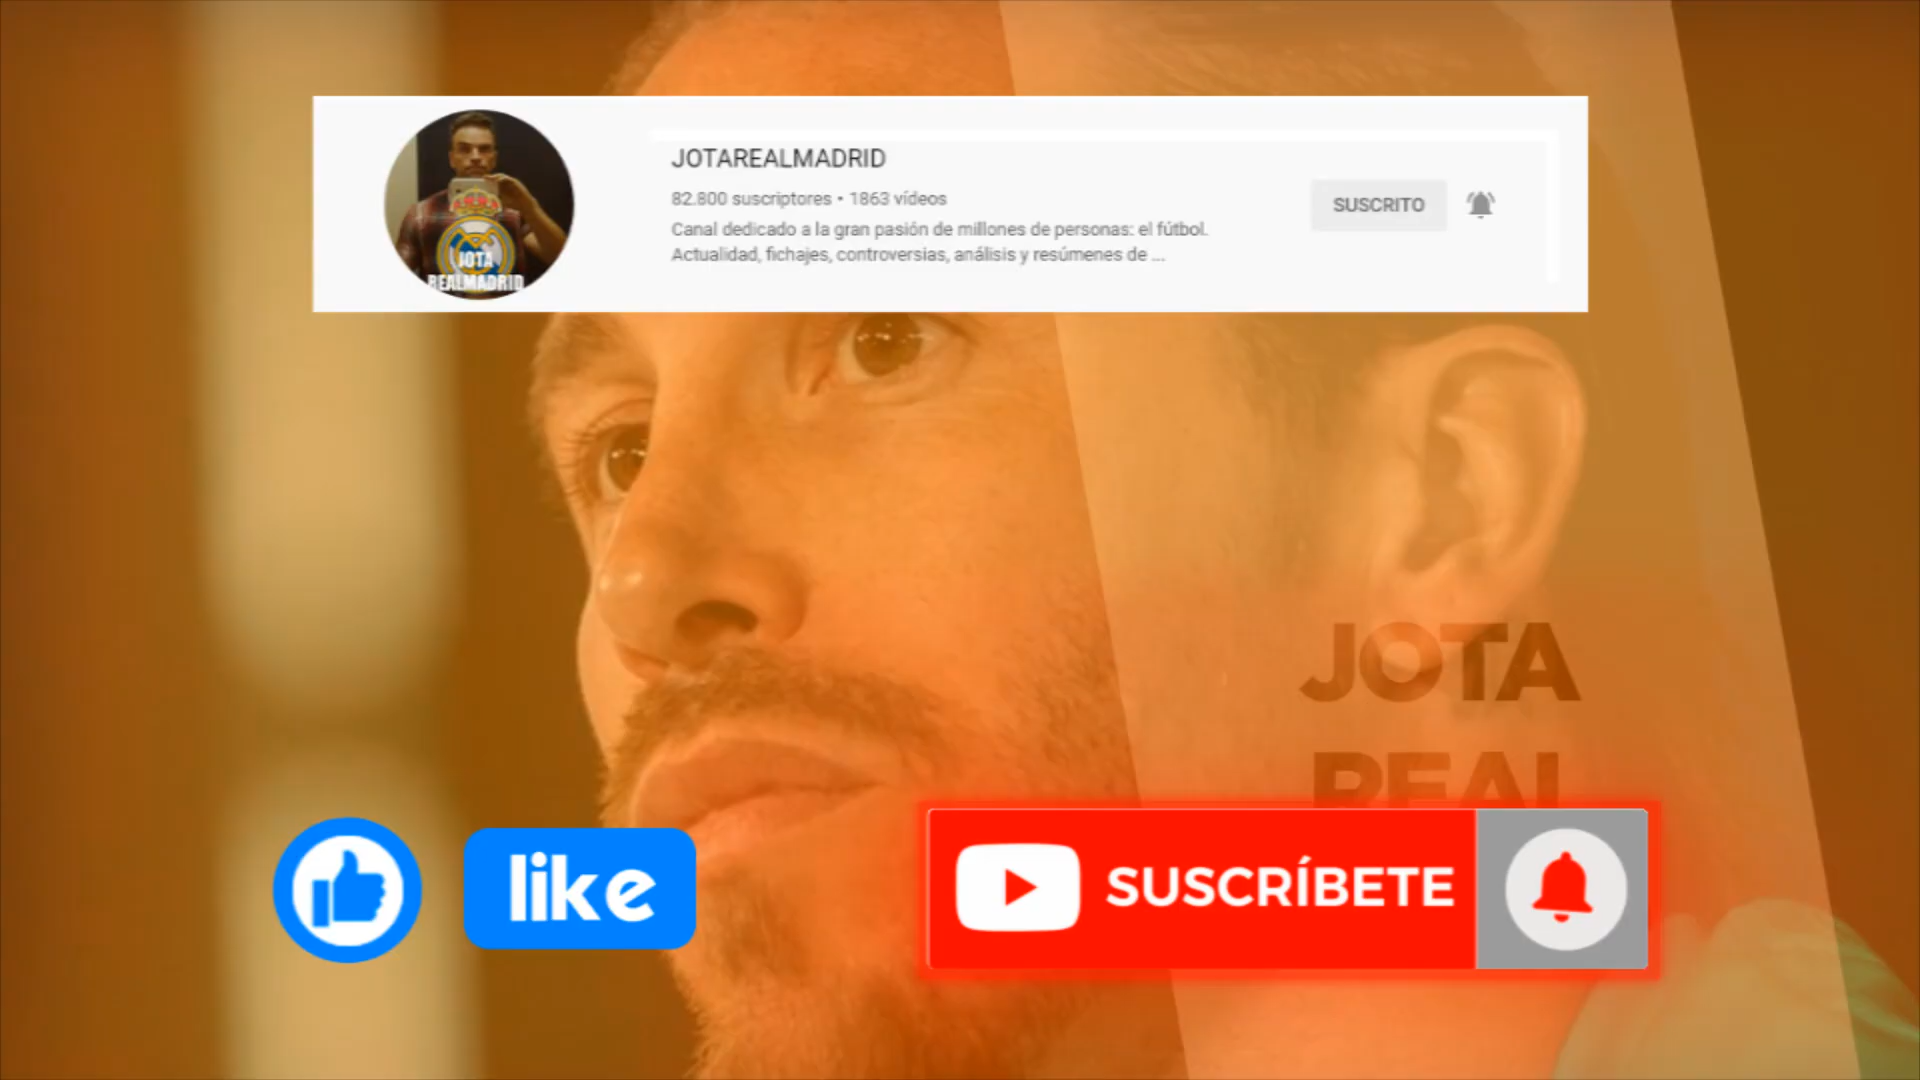 JOTAREALMADRID
82.800 suscriptores • 1863 vídeos
Canal dedicado a la gran pasión de millones de personas: el fútbol.
Actualidad, fichajes, controversias, análisis y resúmenes de ...
SUSCRITO
JOTA
REALMADRID
JOTA
REAL
like
SUSCRÍBETE